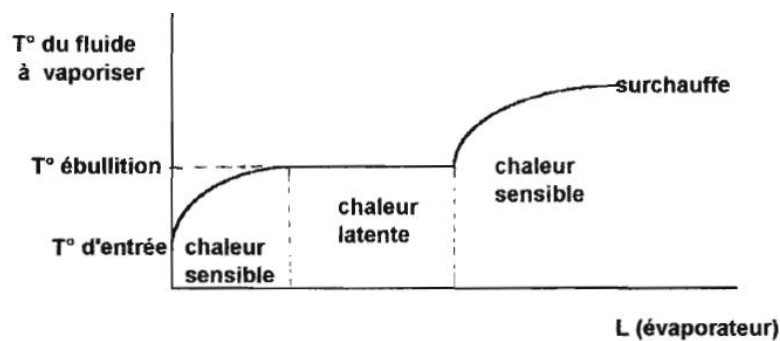 T° du fluide
à vaporiser
surchauffe
T° ébullition
chaleur
sensible
chaleur
latente
T° d'entrée
chaleur
sensible
L (évaporateur)